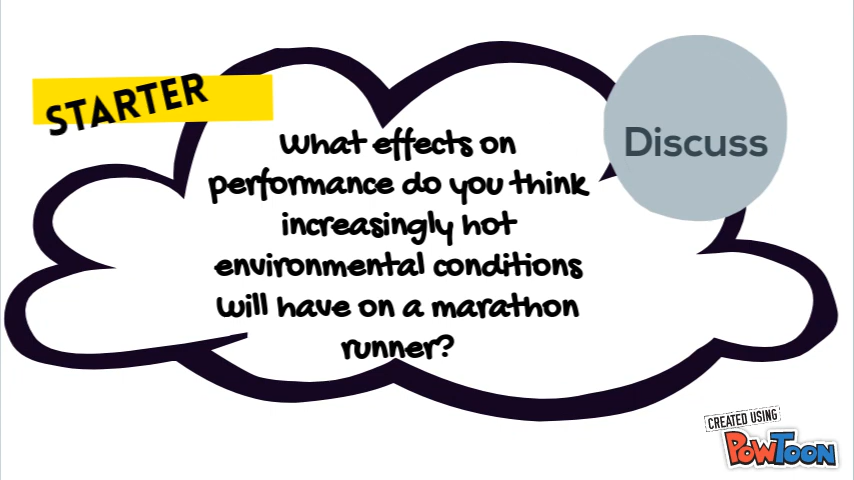 STARTER
Discuss
What effects on
performance do you think
increasingly hot
environmental conditions
will have on a marathon
runner?
CREATED USING
POWTOON